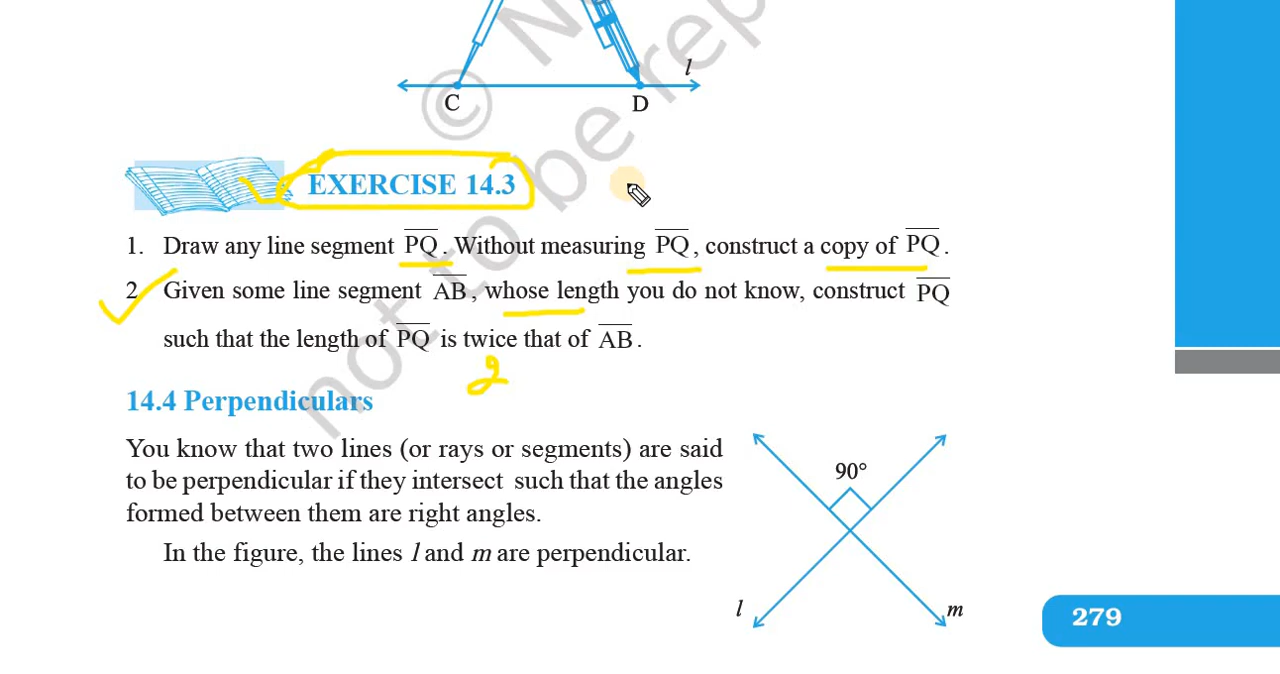 l
C D
EXERCISE 14.3
1. Draw any line segment PQ. Without measuring PQ, construct a copy of PQ.
2 Given some line segment AB, whose length you do not know, construct PQ
such that the length of PQ is twice that of AB.
2
14.4 Perpendiculars
You know that two lines (or rays or segments) are said
to be perpendicular if they intersect such that the angles
formed between them are right angles.
In the figure, the lines l and m are perpendicular.
90°
l
m
279
© N
not to be rep